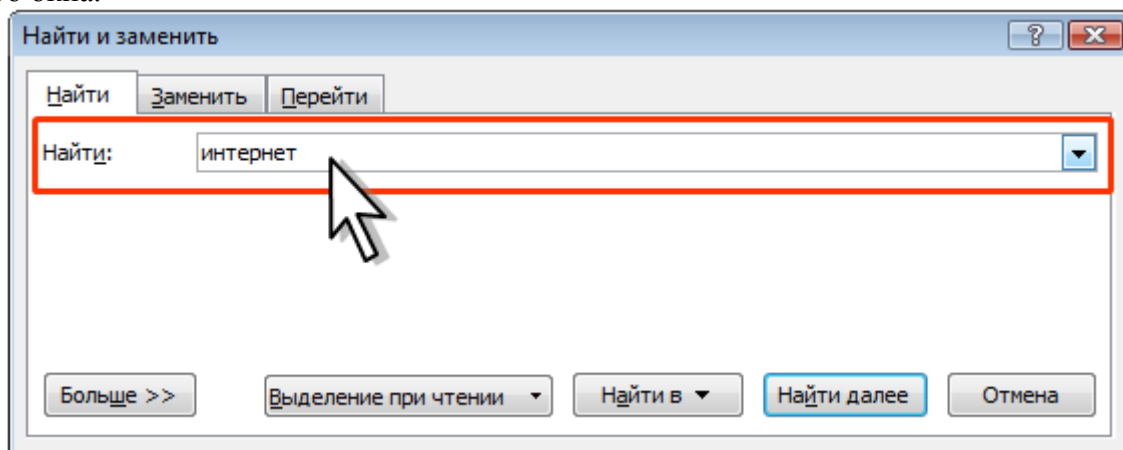 Найти и заменить
Найти Заменить Перейти
Найти: интернет
Больше >> Выделение при чтении Найти в Найти далее Отмена